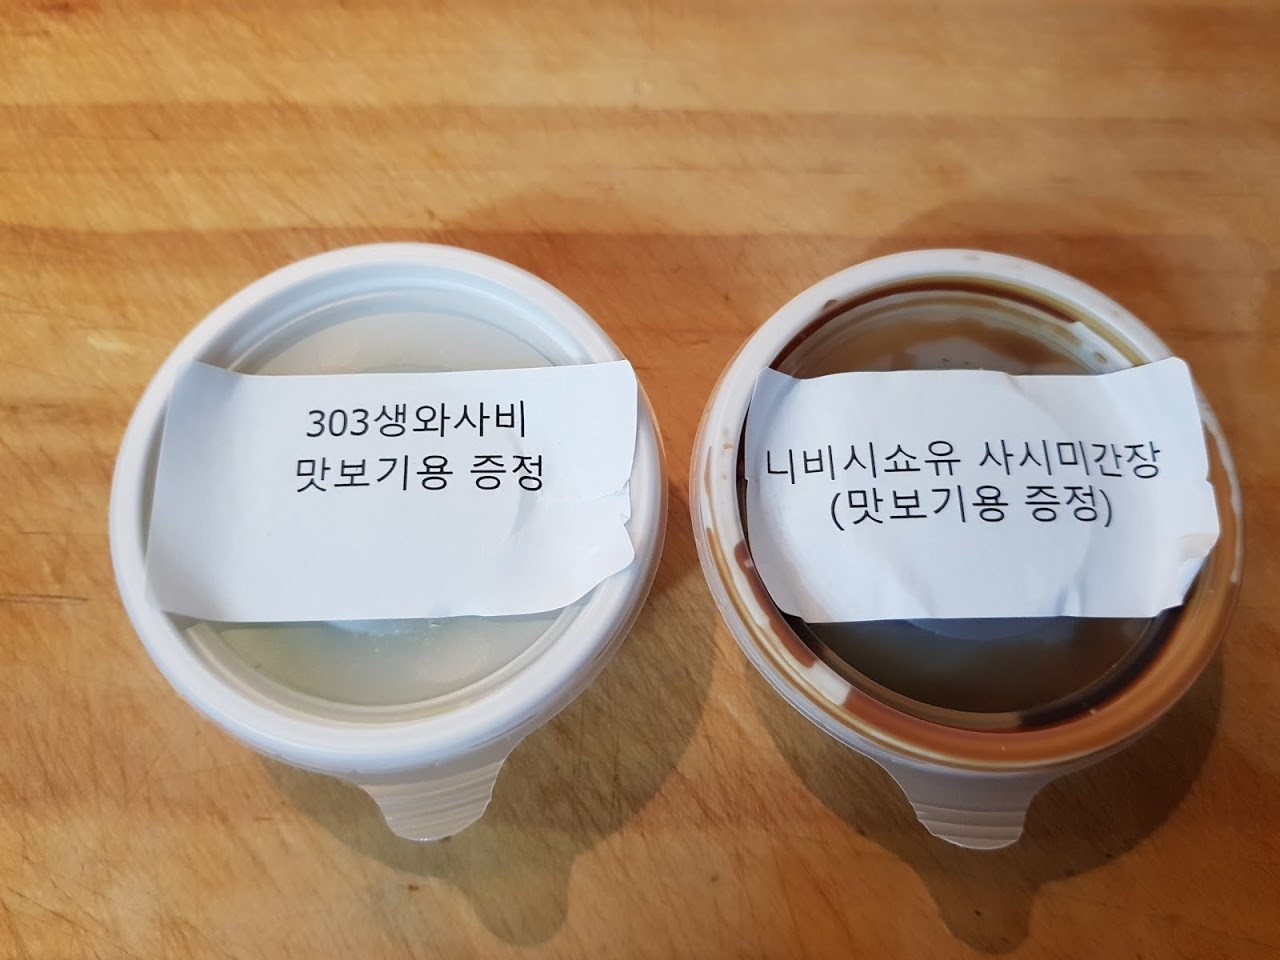 303생와사비
맛보기용 증정
니비시쇼유 사시미간장
(맛보기용 증정)